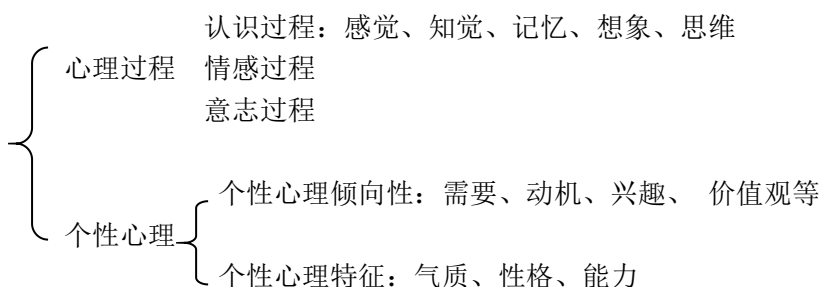 认识过程：感觉、知觉、记忆、想象、思维
心理过程 情感过程
意志过程
个性心理倾向性：需要、动机、兴趣、 价值观等
个性心理
个性心理特征：气质、性格、能力